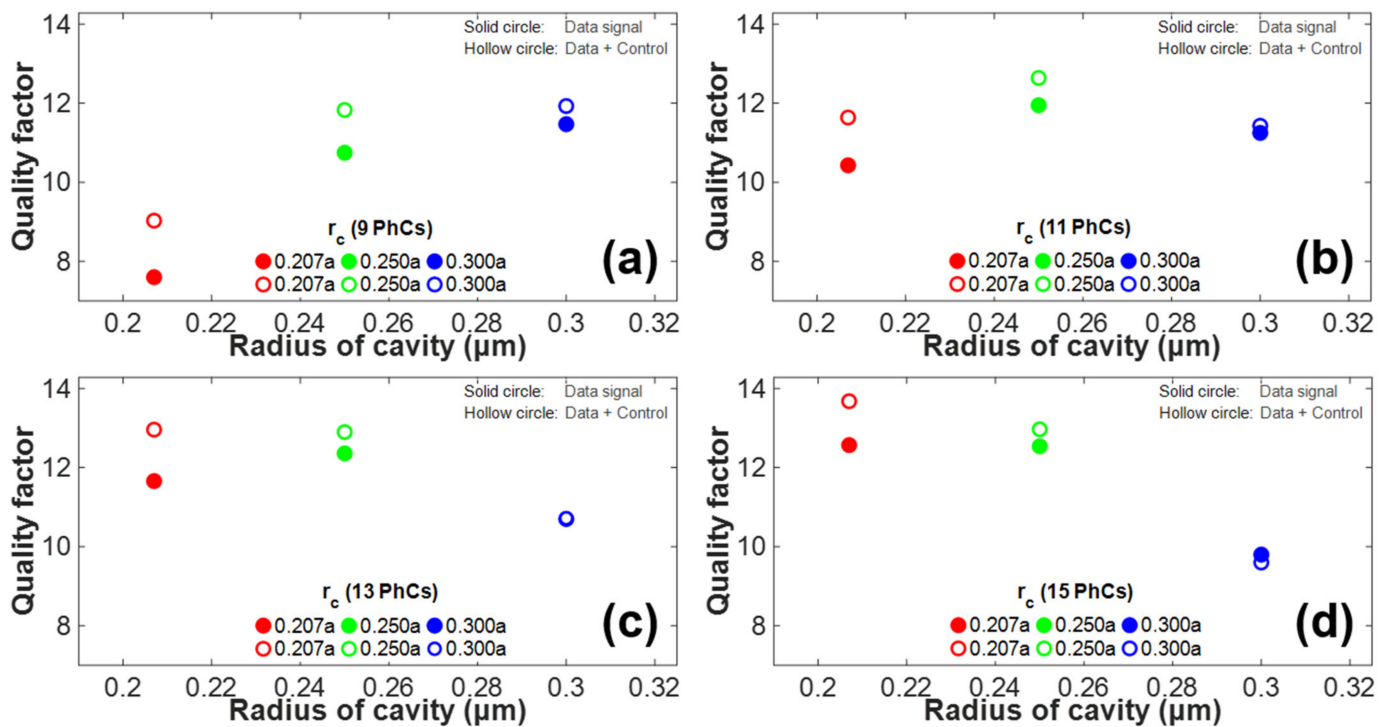 14
12
10
8
Quality factor
Solid circle: Data signal
Hollow circle: Data + Control
r_c (9 PhCs)
0.207a 0.250a 0.300a
0.207a 0.250a 0.300a
(a)
0.2 0.22 0.24 0.26 0.28 0.3 0.32
Radius of cavity (μm)
14
12
10
8
Quality factor
Solid circle: Data signal
Hollow circle: Data + Control
r_c (11 PhCs)
0.207a 0.250a 0.300a
0.207a 0.250a 0.300a
(b)
0.2 0.22 0.24 0.26 0.28 0.3 0.32
Radius of cavity (μm)
14
12
10
8
Quality factor
Solid circle: Data signal
Hollow circle: Data + Control
r_c (13 PhCs)
0.207a 0.250a 0.300a
0.207a 0.250a 0.300a
(c)
0.2 0.22 0.24 0.26 0.28 0.3 0.32
Radius of cavity (μm)
14
12
10
8
Quality factor
Solid circle: Data signal
Hollow circle: Data + Control
r_c (15 PhCs)
0.207a 0.250a 0.300a
0.207a 0.250a 0.300a
(d)
0.2 0.22 0.24 0.26 0.28 0.3 0.32
Radius of cavity (μm)